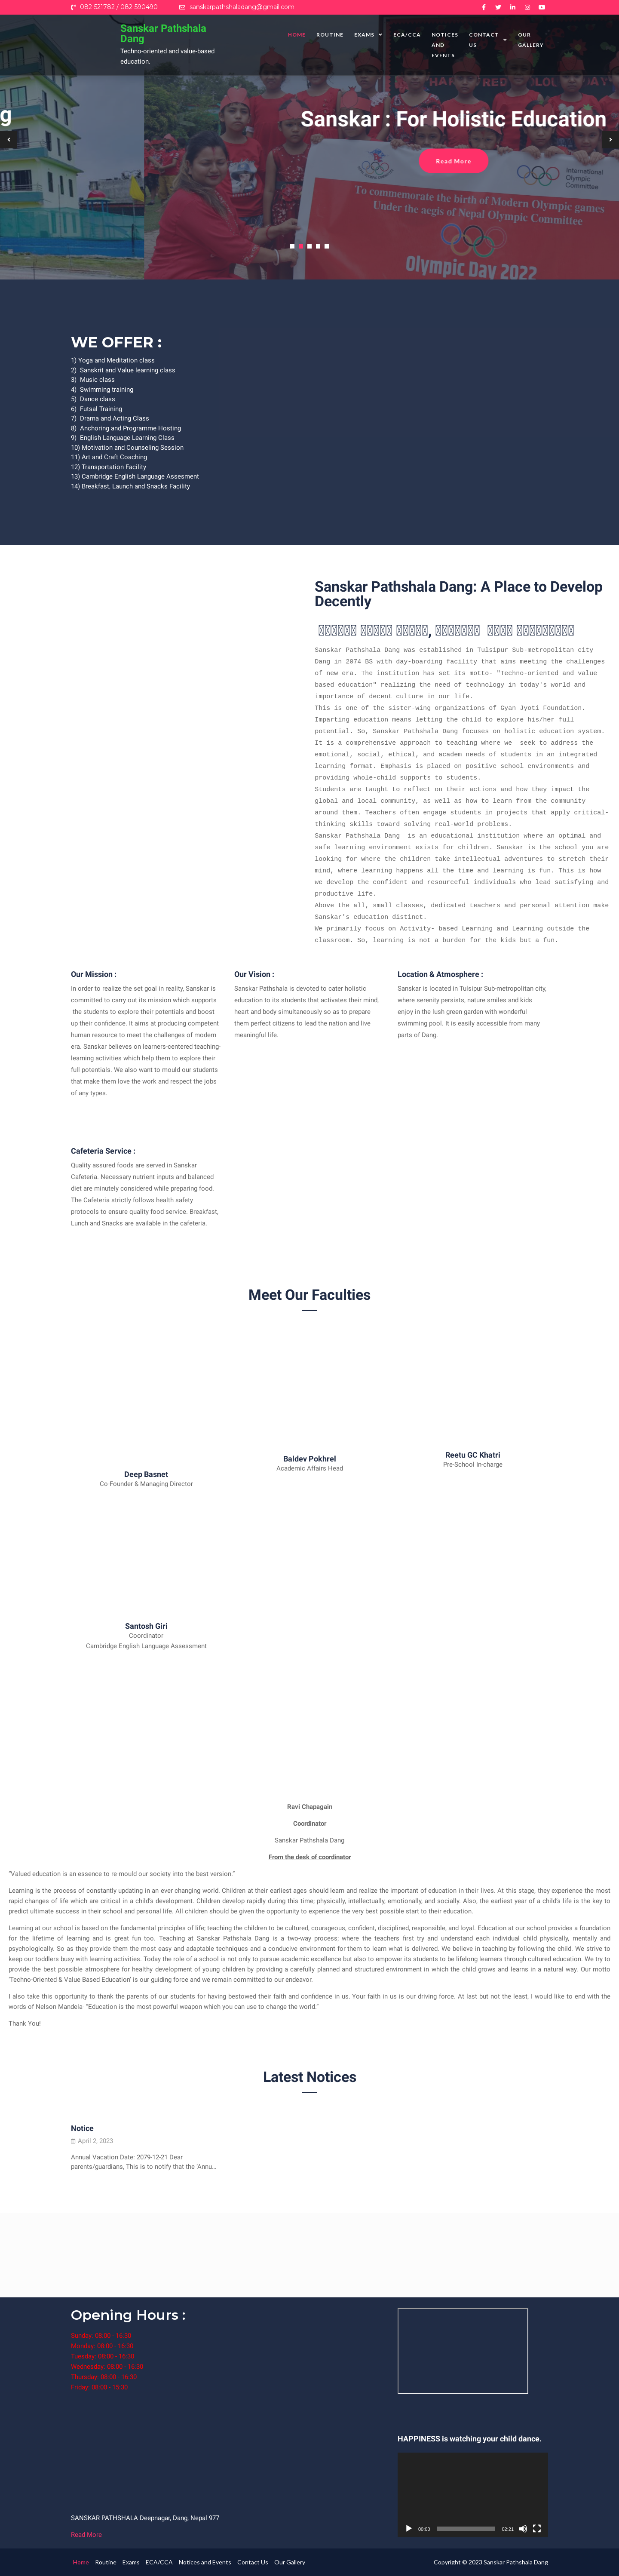 082-521782 / 082-590490 sanskarpathshaladang@gmail.com
Sanskar Pathshala
Dang
Techno-oriented and value-based
education.
HOME ROUTINE EXAMS ECA/CCA NOTICES AND EVENTS CONTACT US OUR GALLERY
g
Sanskar : For Holistic Education
Read More
International
Olympic
Committee
To commemorate the birth of Modern Olympic games
Nepal Olympic Committee
Olympic Day 2022
WE OFFER :
1) Yoga and Meditation class
2) Sanskrit and Value learning class
3) Music class
4) Swimming training
5) Dance class
6) Futsal Training
7) Drama and Acting Class
8) Anchoring and Programme Hosting
9) English Language Learning Class
10) Motivation and Counseling Session
11) Art and Craft Coaching
12) Transportation Facility
13) Cambridge English Language Assesment
14) Breakfast, Launch and Snacks Facility
Sanskar Pathshala Dang: A Place to Develop
Decently
Sanskar Pathshala Dang was established in Tulsipur Sub-metropolitan city
Dang in 2074 BS with day-boarding facility that aims meeting the challenges
of new era. The institution has set its motto- "Techno-oriented and value
based education" realizing the need of technology in today's world and
importance of decent culture in our life.
This is one of the sister-wing organizations of Gyan Jyoti Foundation.
Imparting education means letting the child to explore his/her full
potential. So, Sanskar Pathshala Dang focuses on holistic education system.
It is a comprehensive approach to teaching where we seek to address the
emotional, social, ethical, and academ needs of students in an integrated
learning format. Emphasis is placed on positive school environments and
providing whole-child supports to students.
Students are taught to reflect on their actions and how they impact the
global and local community, as well as how to learn from the community
around them. Teachers often engage students in projects that apply critical-
thinking skills toward solving real-world problems.
Sanskar Pathshala Dang is an educational institution where an optimal and
safe learning environment exists for children. Sanskar is the school you are
looking for where the children take intellectual adventures to stretch their
mind, where learning happens all the time and learning is fun. This is how
we develop the confident and resourceful individuals who lead satisfying and
productive life.
Above the all, small classes, dedicated teachers and personal attention make
Sanskar's education distinct.
We primarily focus on Activity- based Learning and Learning outside the
classroom. So, learning is not a burden for the kids but a fun.
Our Mission :
In order to realize the set goal in reality, Sanskar is
committed to carry out its mission which supports
the students to explore their potentials and boost
up their confidence. It aims at producing competent
human resource to meet the challenges of modern
era. Sanskar believes on learners-centered teaching-
learning activities which help them to explore their
full potentials. We also want to mould our students
that make them love the work and respect the jobs
of any types.
Our Vision :
Sanskar Pathshala is devoted to cater holistic
education to its students that activates their mind,
heart and body simultaneously so as to prepare
them perfect citizens to lead the nation and live
meaningful life.
Location & Atmosphere :
Sanskar is located in Tulsipur Sub-metropolitan city,
where serenity persists, nature smiles and kids
enjoy in the lush green garden with wonderful
swimming pool. It is easily accessible from many
parts of Dang.
Cafeteria Service :
Quality assured foods are served in Sanskar
Cafeteria. Necessary nutrient inputs and balanced
diet are minutely considered while preparing food.
The Cafeteria strictly follows health safety
protocols to ensure quality food service. Breakfast,
Lunch and Snacks are available in the cafeteria.
Meet Our Faculties
Deep Basnet
Co-Founder & Managing Director
Baldev Pokhrel
Academic Affairs Head
Reetu GC Khatri
Pre-School In-charge
Santosh Giri
Coordinator
Cambridge English Language Assessment
Ravi Chapagain
Coordinator
Sanskar Pathshala Dang
From the desk of coordinator
“Valued education is an essence to re-mould our society into the best version.”
Learning is the process of constantly updating in an ever changing world. Children at their earliest ages should learn and realize the important of education in their lives. At this stage, they experience the most
rapid changes of life which are critical in a child's development. Children develop rapidly during this time; physically, intellectually, emotionally, and socially. Also, the earliest year of a child's life is the key to
predict ultimate success in their school and personal life. All children should be given the opportunity to experience the very best possible start to their education.
Learning at our school is based on the fundamental principles of life; teaching the children to be cultured, courageous, confident, disciplined, responsible, and loyal. Education at our school provides a foundation
for the lifetime of learning and is great fun too. Teaching at Sanskar Pathshala Dang is a two-way process; where the teachers first try and understand each individual child physically, mentally and
psychologically. So as they provide them the most easy and adaptable techniques and a conducive environment for them to learn what is delivered. We believe in teaching by following the child. We strive to
keep our toddlers busy with learning activities. Today the role of a school is not only to pursue academic excellence but also to empower its students to be lifelong learners through cultured education. We try to
provide the best possible atmosphere for healthy development of young children by providing a carefully planned and structured environment in which the child grows and learns in a natural way. Our motto
‘Techno-Oriented & Value Based Education’ is our guiding force and we remain committed to our endeavor.
I also take this opportunity to thank the parents of our students for having bestowed their faith and confidence in us. Your faith in us is our driving force. At last but not the least, I would like to end with the
words of Nelson Mandela- “Education is the most powerful weapon which you can use to change the world.”
Thank You!
Latest Notices
Notice
April 2, 2023
Annual Vacation Date: 2079-12-21 Dear
parents/guardians, This is to notify that the ‘Annu...
Opening Hours :
Sunday: 08:00 - 16:30
Monday: 08:00 - 16:30
Tuesday: 08:00 - 16:30
Wednesday: 08:00 - 16:30
Thursday: 08:00 - 16:30
Friday: 08:00 - 16:30
SANSKAR PATHSHALA Deepnagar, Dang, Nepal 977
Read More
HAPPINESS is watching your child dance.
00:00 02:21
Home Routine Exams ECA/CCA Notices and Events Contact Us Our Gallery
Copyright © 2023 Sanskar Pathshala Dang